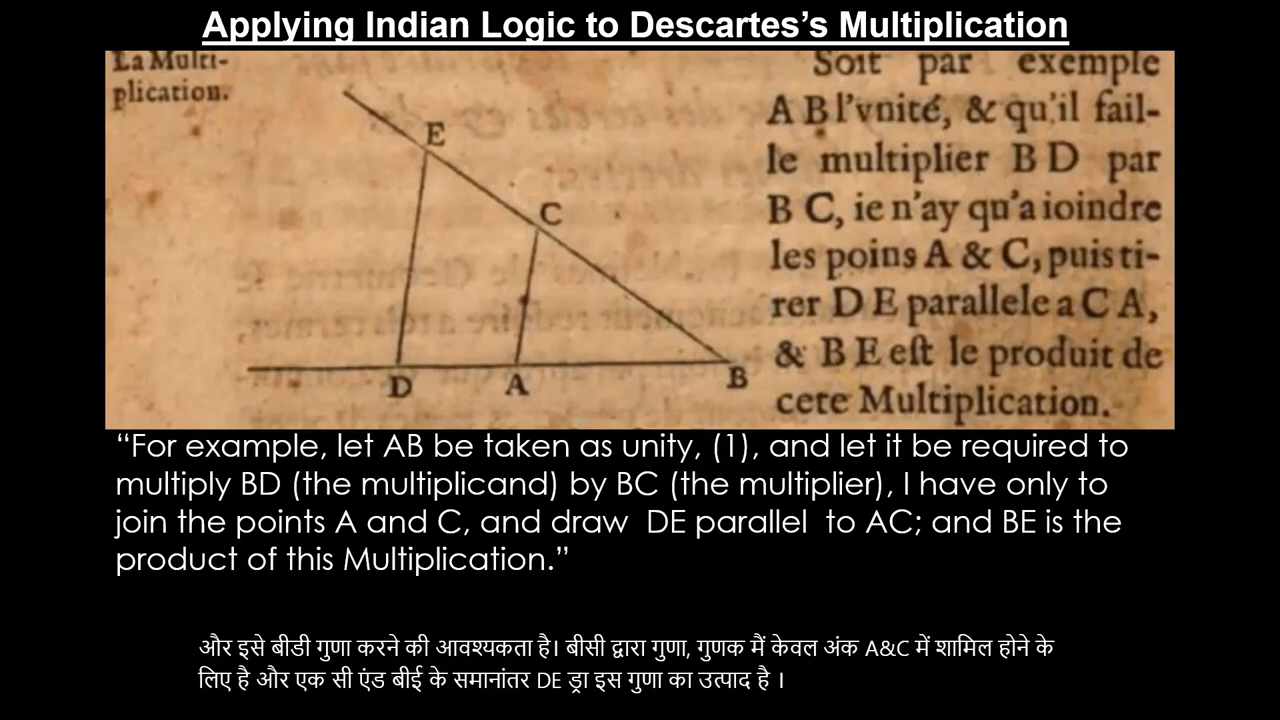 Applying Indian Logic to Descartes's Multiplication
La Multi-
plication.
Soit par exemple
A B l'vnité, & qu'il fail-
le multiplier B D par
B C, ie n'ay qu'a ioindre
les poins A & C, puis ti-
rer D E parallele a C A,
& B E eſt le produit de
cete Multiplication.
E
C
D
A
B
“For example, let AB be taken as unity, (1), and let it be required to
multiply BD (the multiplicand) by BC (the multiplier), I have only to
join the points A and C, and draw DE parallel to AC; and BE is the
product of this Multiplication.”
और इसे बीडी गुणा करने की आवश्यकता है। बीसी द्वारा गुणा, गुणक मैं केवल अंक A&C में शामिल होने के
लिए है और एक सी एंड बीई के समानांतर DE ड्रा इस गुणा का उत्पाद है ।